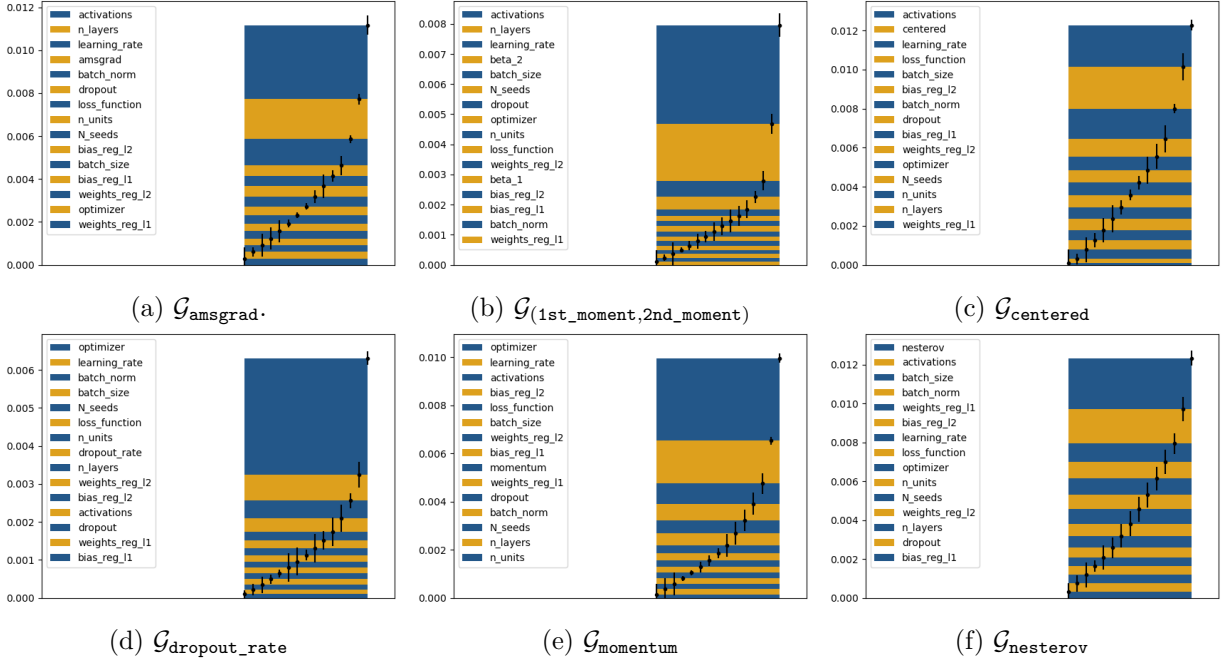 0.012
0.010
0.008
0.006
0.004
0.002
0.000
activations
n_layers
learning_rate
amsgrad
batch_norm
dropout
loss_function
n_units
N_seeds
bias_reg_l2
batch_size
bias_reg_l1
weights_reg_l2
optimizer
weights_reg_l1
(a) 𝒢amsgrad.
0.008
0.007
0.006
0.005
0.004
0.003
0.002
0.001
0.000
activations
n_layers
learning_rate
beta_2
batch_size
N_seeds
dropout
optimizer
n_units
loss_function
weights_reg_l2
beta_1
bias_reg_l2
bias_reg_l1
batch_norm
weights_reg_l1
(b) 𝒢(1st_moment,2nd_moment)
0.012
0.010
0.008
0.006
0.004
0.002
0.000
activations
centered
learning_rate
loss_function
batch_size
bias_reg_l2
batch_norm
dropout
bias_reg_l1
weights_reg_l2
optimizer
N_seeds
n_units
n_layers
weights_reg_l1
(c) 𝒢centered
0.006
0.005
0.004
0.003
0.002
0.001
0.000
optimizer
learning_rate
batch_norm
batch_size
N_seeds
loss_function
n_units
dropout_rate
n_layers
weights_reg_l2
bias_reg_l2
activations
dropout
weights_reg_l1
bias_reg_l1
(d) 𝒢dropout_rate
0.010
0.008
0.006
0.004
0.002
0.000
optimizer
learning_rate
activations
bias_reg_l2
loss_function
batch_size
weights_reg_l2
bias_reg_l1
momentum
weights_reg_l1
dropout
batch_norm
N_seeds
n_layers
n_units
(e) 𝒢momentum
0.012
0.010
0.008
0.006
0.004
0.002
0.000
nesterov
activations
batch_size
batch_norm
weights_reg_l1
bias_reg_l2
learning_rate
loss_function
optimizer
n_units
N_seeds
weights_reg_l2
n_layers
dropout
bias_reg_l1
(f) 𝒢nesterov